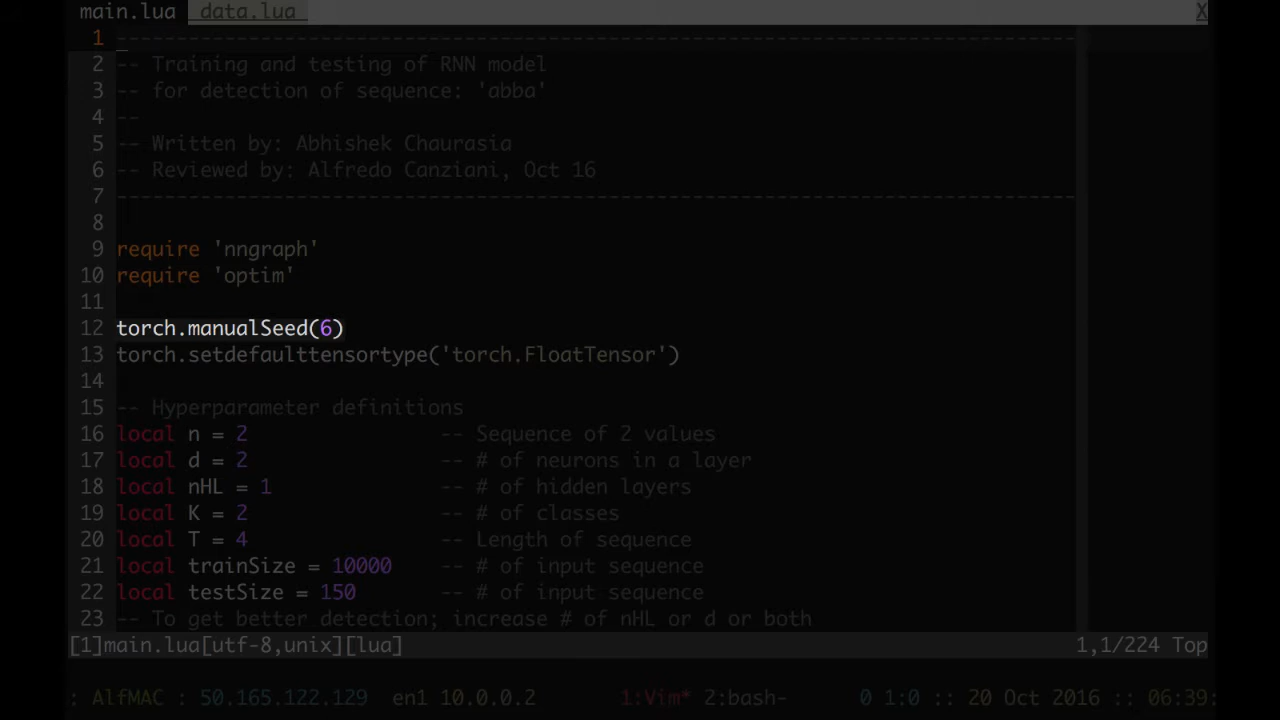 main.lua data.lua X
1 --------------------------------------------------------------------------------
2 -- Training and testing of RNN model
3 -- for detection of sequence: 'abba'
4 --
5 -- Written by: Abhishek Chaurasia
6 -- Reviewed by: Alfredo Canziani, Oct 16
7 --------------------------------------------------------------------------------
8
9 require 'nngraph'
10 require 'optim'
11
12 torch.manualSeed(6)
13 torch.setdefaulttensortype('torch.FloatTensor')
14
15 -- Hyperparameter definitions
16 local n = 2 -- Sequence of 2 values
17 local d = 2 -- # of neurons in a layer
18 local nHL = 1 -- # of hidden layers
19 local K = 2 -- # of classes
20 local T = 4 -- Length of sequence
21 local trainSize = 10000 -- # of input sequence
22 local testSize = 150 -- # of input sequence
23 -- To get better detection; increase # of nHL or d or both
[1]main.lua[utf-8,unix][lua] 1,1/224 Top
: AlfMAC : 50.165.122.129 en1 10.0.0.2 1:Vim* 2:bash- 0 1:0 :: 20 Oct 2016 :: 06:39: